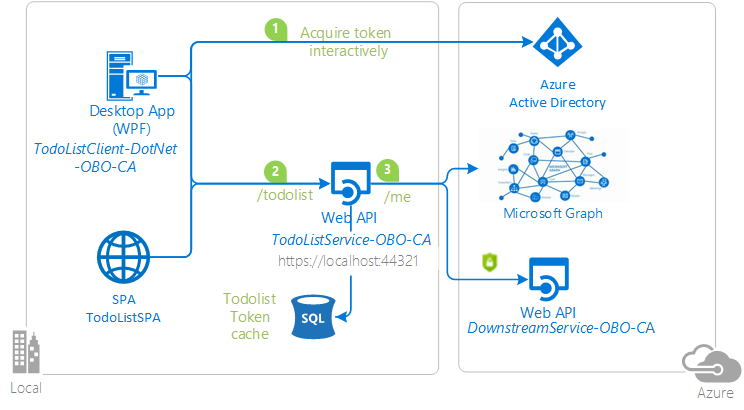 1
Acquire token
interactively
Azure
Active Directory
Desktop App
(WPF)
TodoListClient-DotNet
-OBO-CA
2
/todolist
3
/me
Web API
TodoListService-OBO-CA
https://localhost:44321
Microsoft Graph
SPA
TodoListSPA
Todolist
Token
cache
SQL
Web API
DownstreamService-OBO-CA
Local
Azure